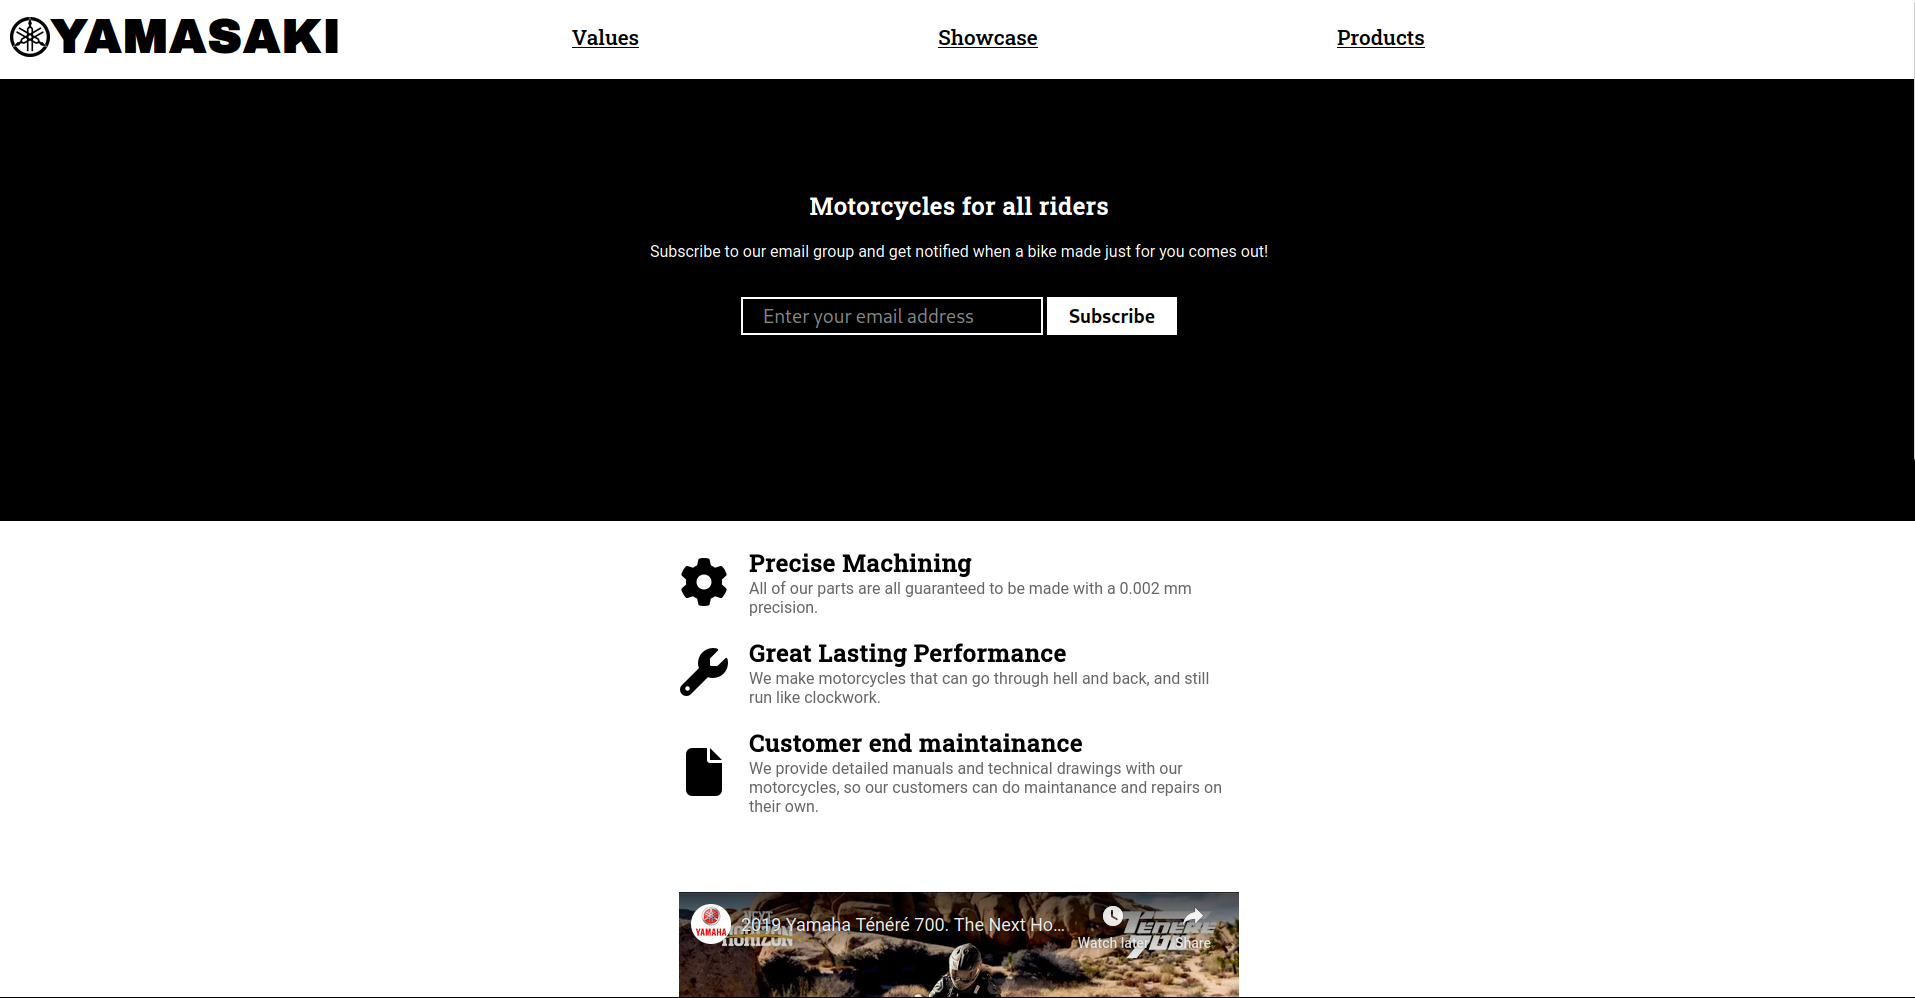 YAMASAKI
Values
Showcase
Products
Motorcycles for all riders
Subscribe to our email group and get notified when a bike made just for you comes out!
Enter your email address
Subscribe
Precise Machining
All of our parts are all guaranteed to be made with a 0.002 mm
precision.
Great Lasting Performance
We make motorcycles that can go through hell and back, and still
run like clockwork.
Customer end maintainance
We provide detailed manuals and technical drawings with our
motorcycles, so our customers can do maintanance and repairs on
their own.
YAMAHA
2019 Yamaha Ténéré 700. The Next Ho...
NEXT
HORIZON
Watch later
Share
TENERE
700